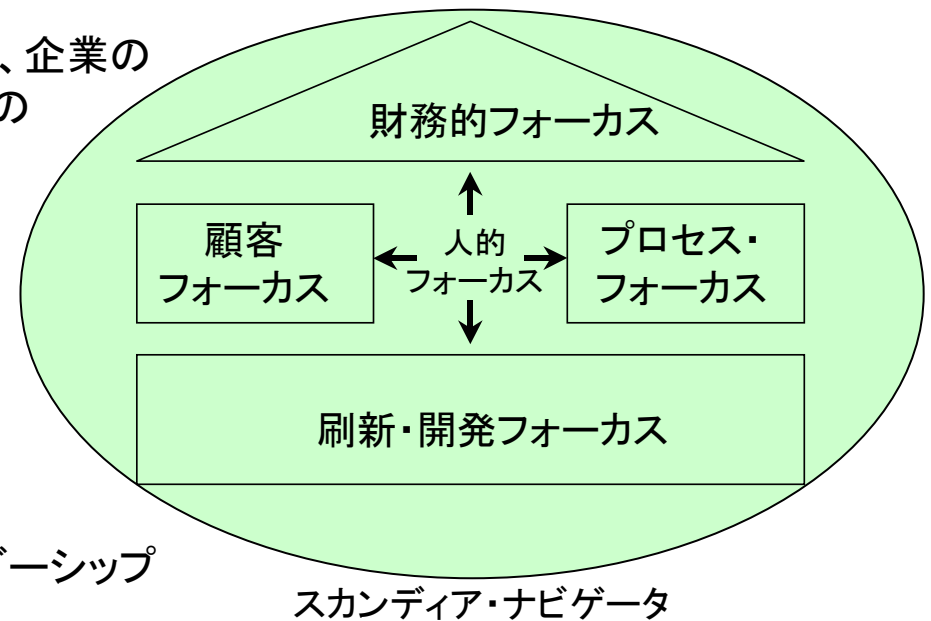 、企業の
の
財務的フォーカス
顧客
フォーカス
人的
フォーカス
プロセス・
フォーカス
刷新・開発フォーカス
ーシップ
スカンディア・ナビゲータ